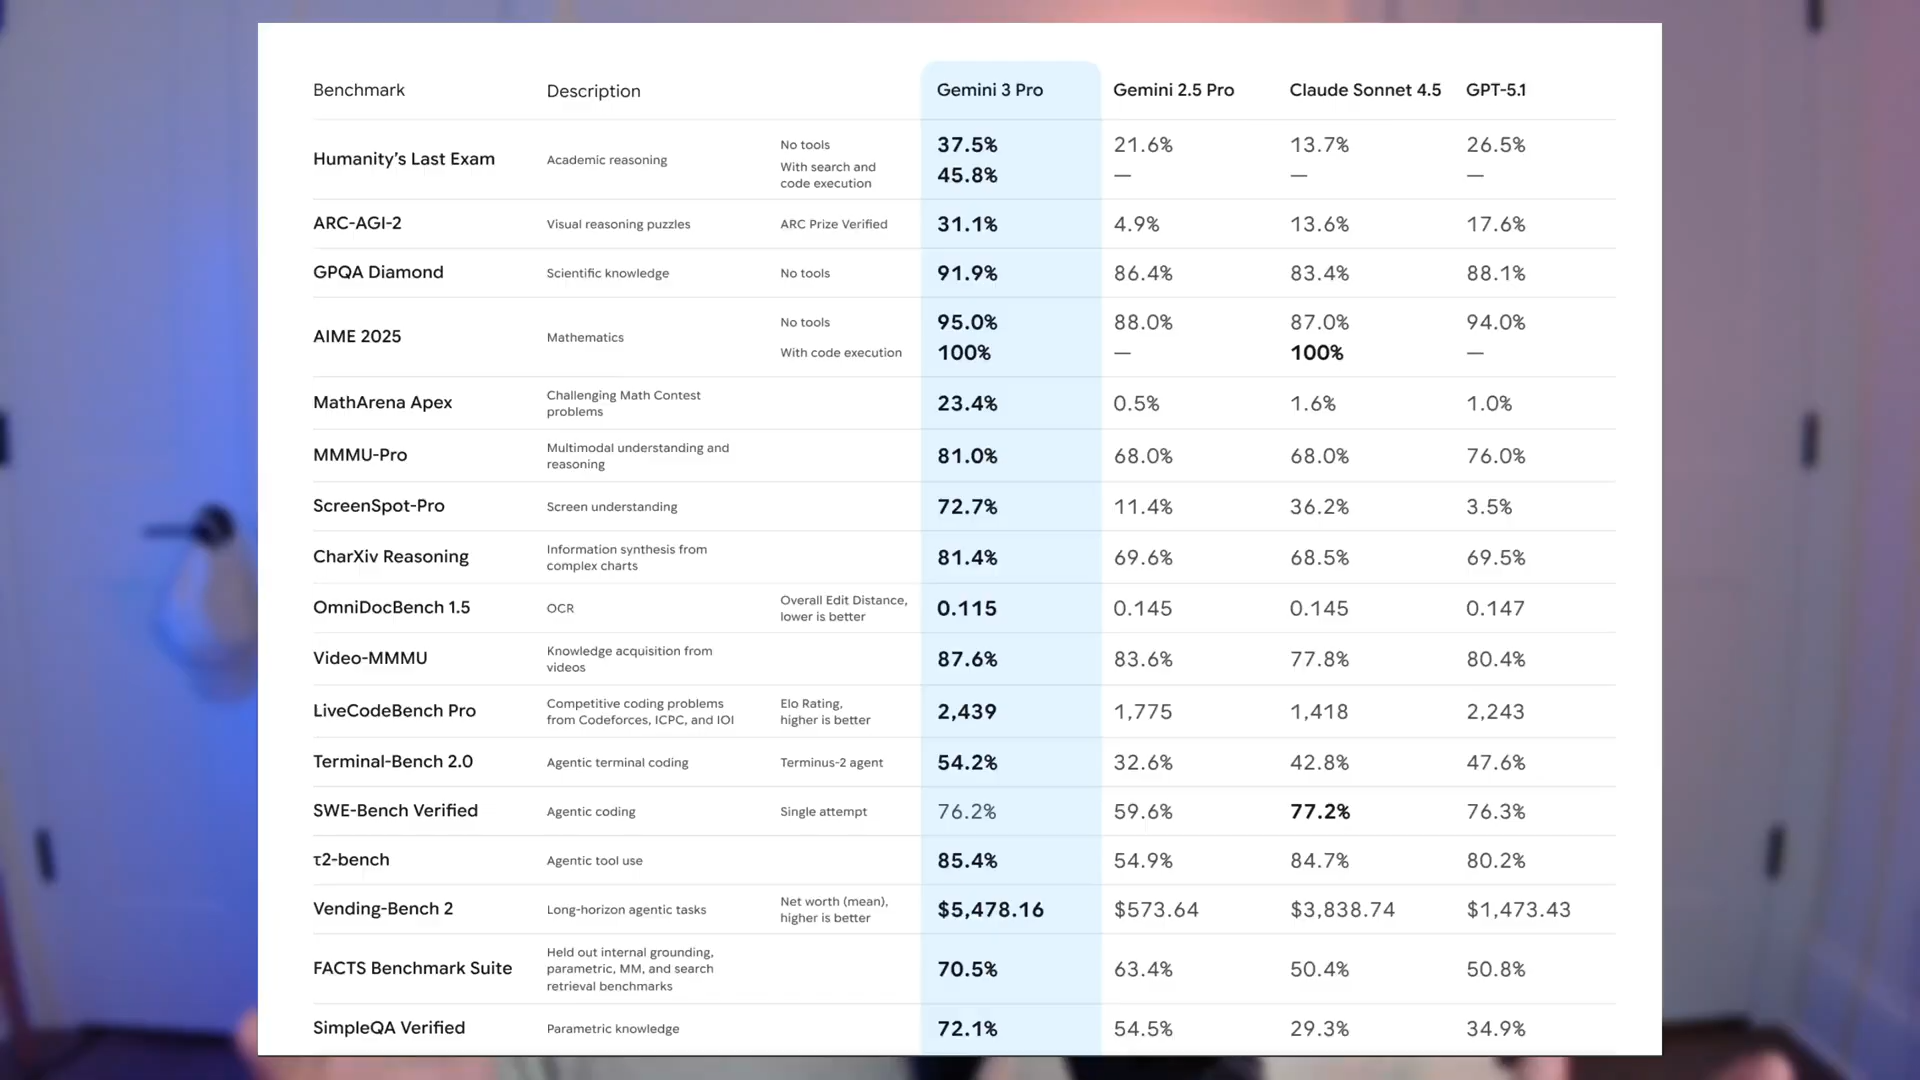 Benchmark Description Gemini 3 Pro Gemini 2.5 Pro Claude Sonnet 4.5 GPT-5.1
Humanity’s Last Exam Academic reasoning No tools 37.5% 21.6% 13.7% 26.5%
With search and
code execution 45.8% — — —
ARC-AGI-2 Visual reasoning puzzles ARC Prize Verified 31.1% 4.9% 13.6% 17.6%
GPQA Diamond Scientific knowledge No tools 91.9% 86.4% 83.4% 88.1%
AIME 2025 Mathematics No tools 95.0% 88.0% 87.0% 94.0%
With code execution 100% — 100% —
MathArena Apex Challenging Math Contest
problems 23.4% 0.5% 1.6% 1.0%
MMMU-Pro Multimodal understanding and
reasoning 81.0% 68.0% 68.0% 76.0%
ScreenSpot-Pro Screen understanding 72.7% 11.4% 36.2% 3.5%
CharXiv Reasoning Information synthesis from
complex charts 81.4% 69.6% 68.5% 69.5%
OmniDocBench 1.5 OCR Overall Edit Distance,
lower is better 0.115 0.145 0.145 0.147
Video-MMMU Knowledge acquisition from
videos 87.6% 83.6% 77.8% 80.4%
LiveCodeBench Pro Competitive coding problems
from Codeforces, ICPC, and IOI Elo Rating,
higher is better 2,439 1,775 1,418 2,243
Terminal-Bench 2.0 Agentic terminal coding Terminus-2 agent 54.2% 32.6% 42.8% 47.6%
SWE-Bench Verified Agentic coding Single attempt 76.2% 59.6% 77.2% 76.3%
τ2-bench Agentic tool use 85.4% 54.9% 84.7% 80.2%
Vending-Bench 2 Long-horizon agentic tasks Net worth (mean),
higher is better $5,478.16 $573.64 $3,838.74 $1,473.43
FACTS Benchmark Suite Held out internal grounding,
parametric, MM, and search
retrieval benchmarks 70.5% 63.4% 50.4% 50.8%
SimpleQA Verified Parametric knowledge 72.1% 54.5% 29.3% 34.9%